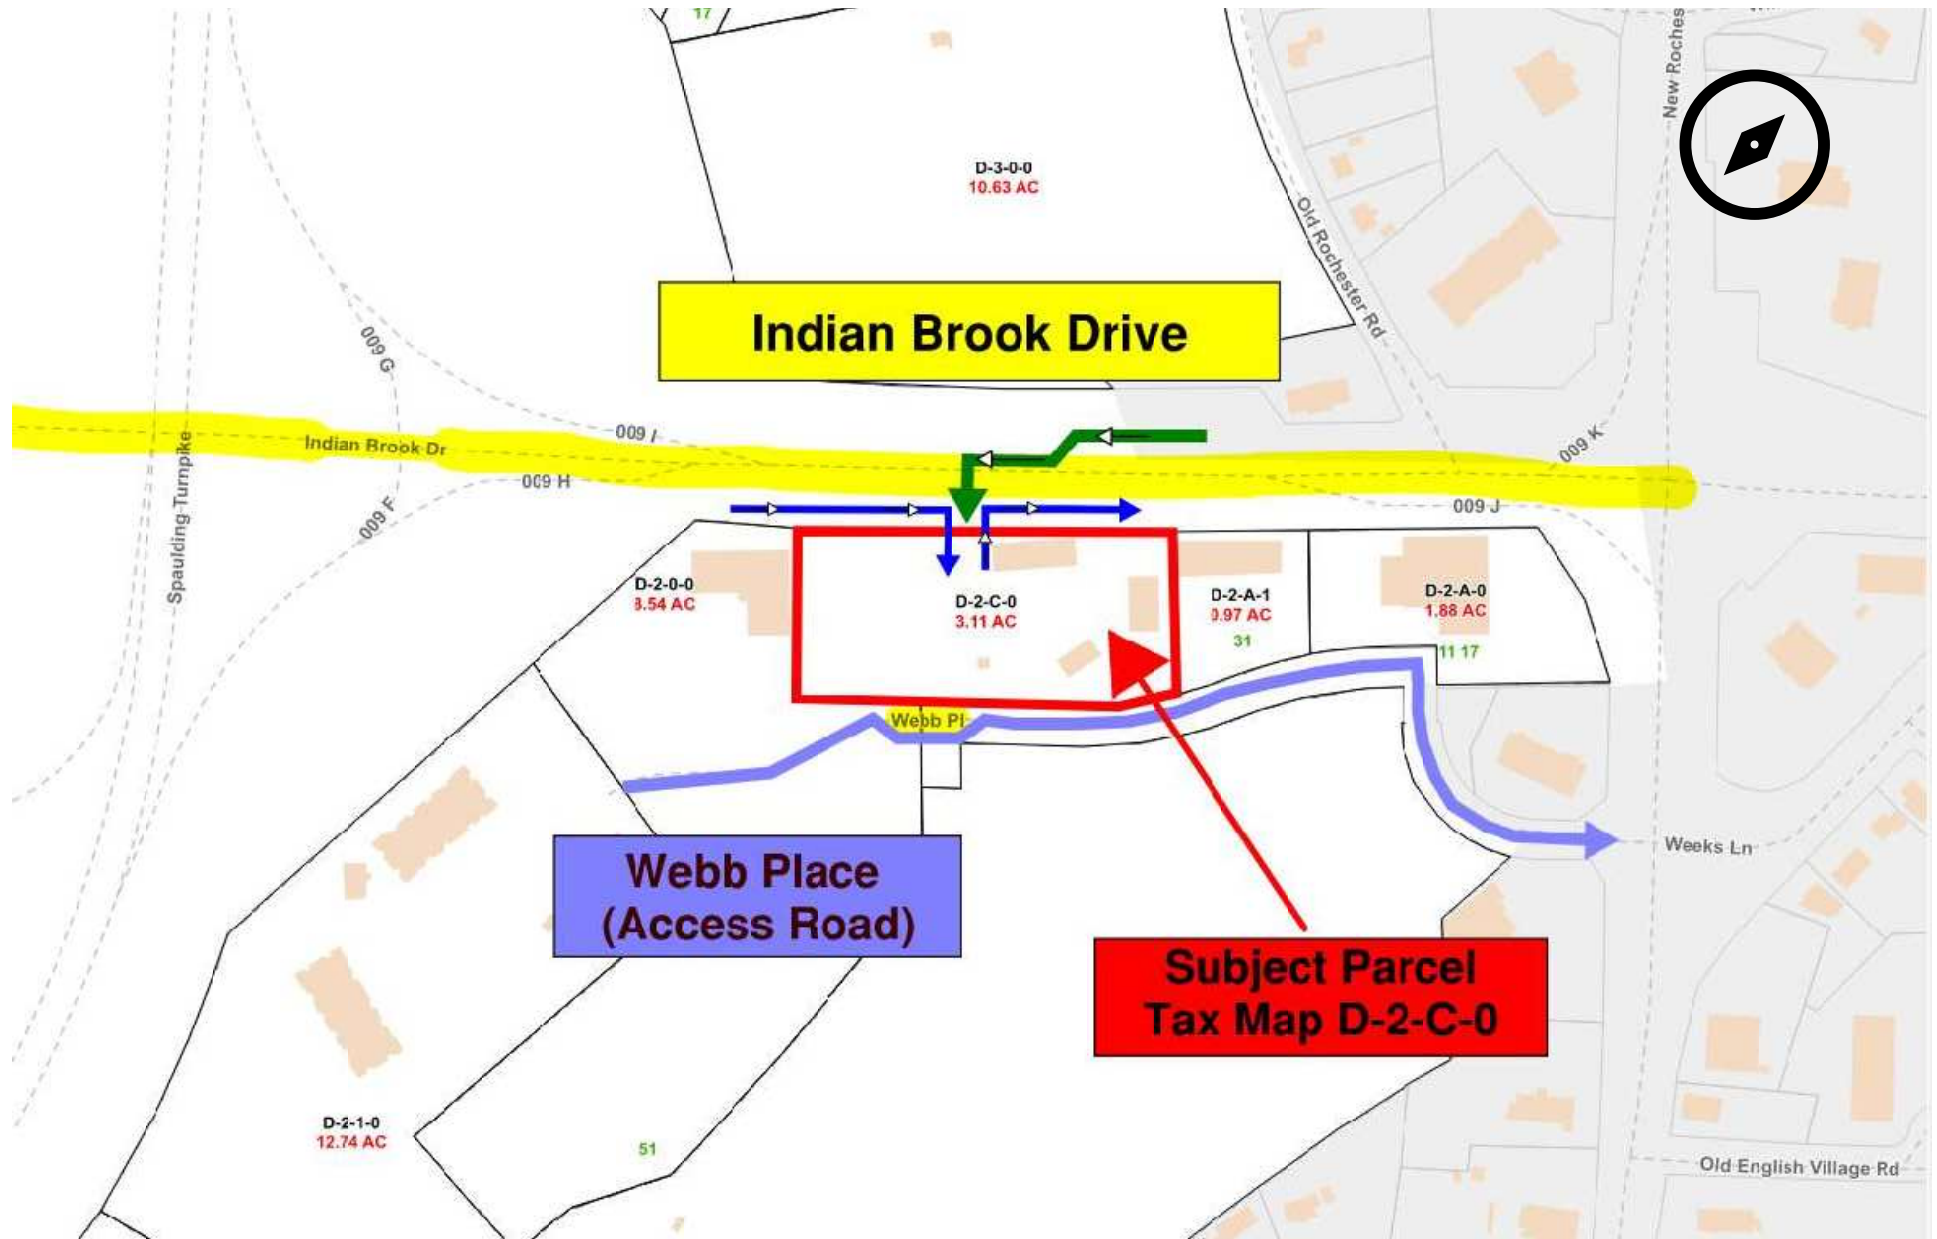 17
New Roches
D-3-0-0
10.63 AC
Old Rochester Rd
Indian Brook Drive
009 G
009 I
009 K
Indian Brook Dr
009 H
009 J
009 F
Spaulding Turnpike
D-2-0-0
3.54 AC
D-2-C-0
3.11 AC
D-2-A-1
0.97 AC
31
D-2-A-0
1.88 AC
11 17
Webb Pl
Weeks Ln
Webb Place
(Access Road)
Subject Parcel
Tax Map D-2-C-0
D-2-1-0
12.74 AC
51
Old English Village Rd